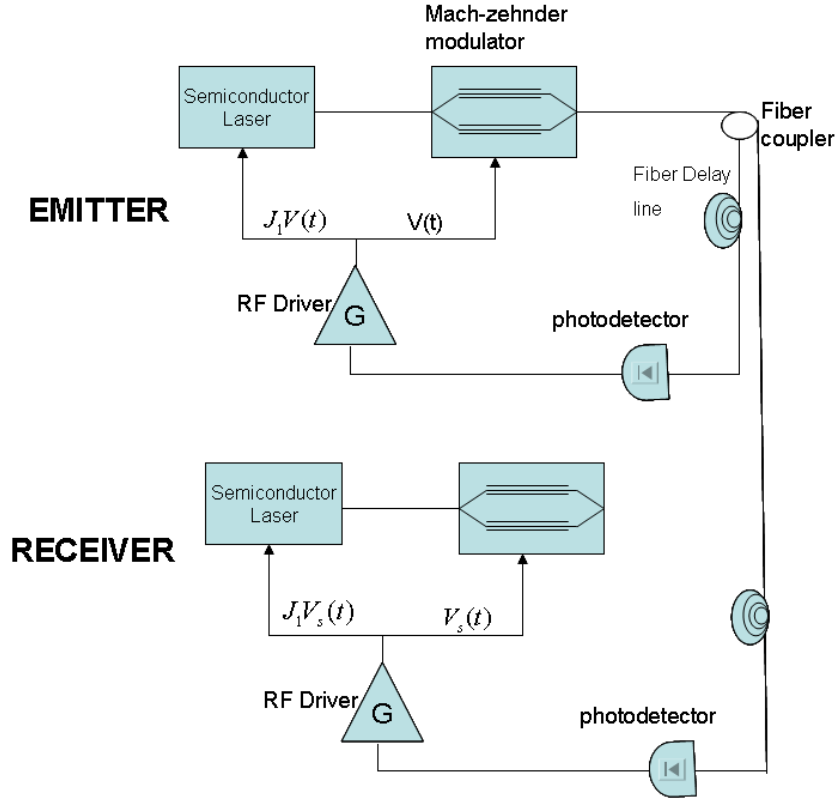 Mach-zehnder
modulator
Semiconductor
Laser
Fiber
coupler
Fiber Delay
line
EMITTER
J₁V(t)
V(t)
RF Driver
G
photodetector
Semiconductor
Laser
RECEIVER
J₁Vₛ(t)
Vₛ(t)
RF Driver
G
photodetector